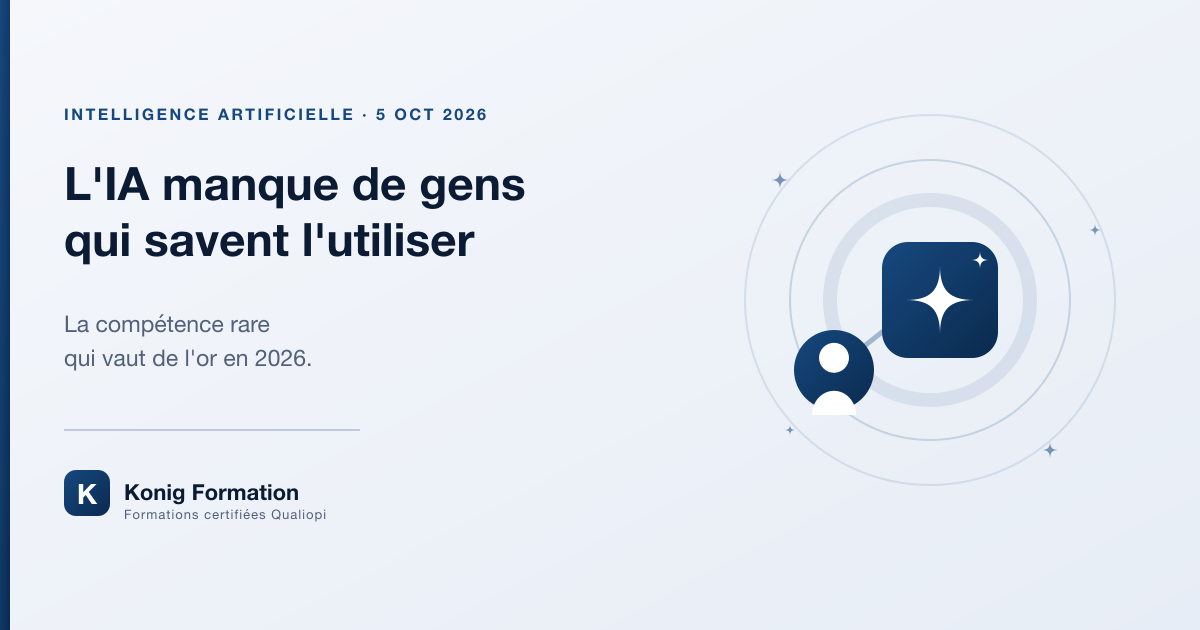 INTELLIGENCE ARTIFICIELLE · 5 OCT 2026
L'IA manque de gens
qui savent l'utiliser
La compétence rare
qui vaut de l'or en 2026.
K
Konig Formation
Formations certifiées Qualiopi